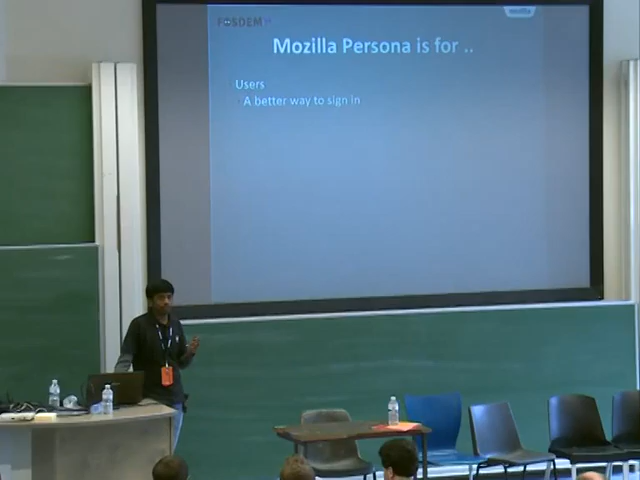 FOSDEM
mozilla
Mozilla Persona is for ..
Users
A better way to sign in